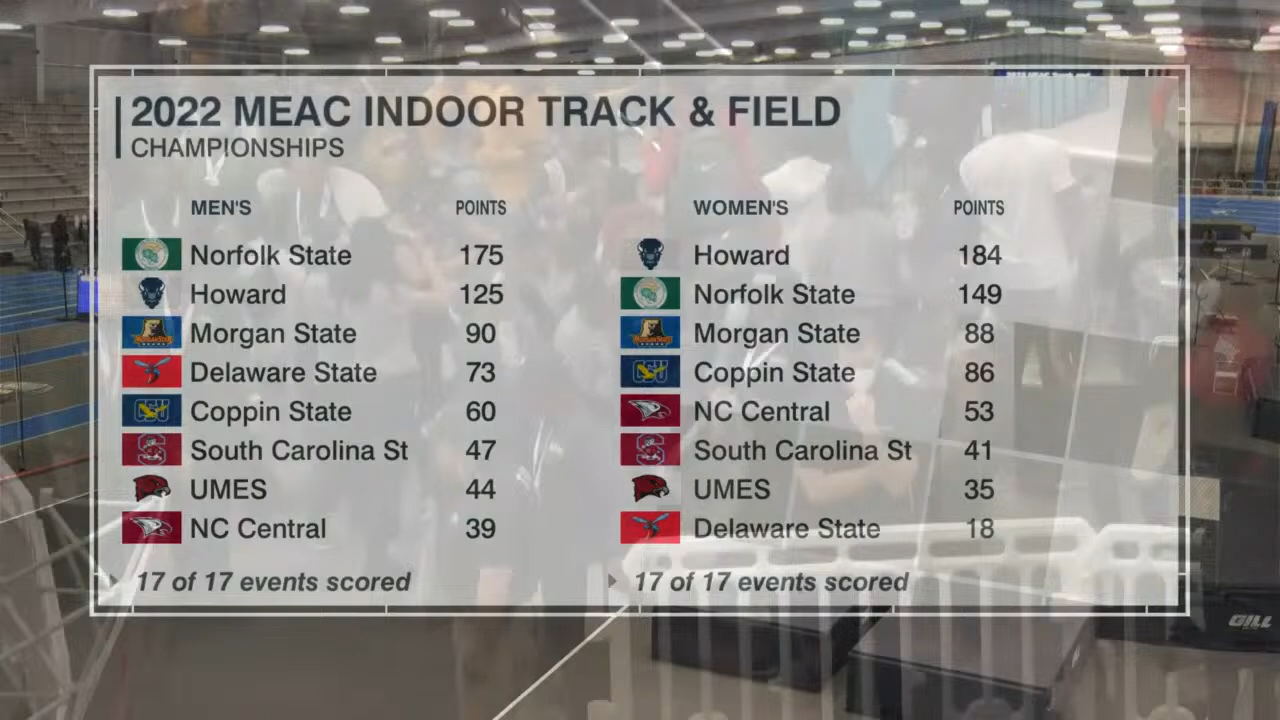 2022 MEAC INDOOR TRACK & FIELD
CHAMPIONSHIPS
MEN'S POINTS
Norfolk State 175
Howard 125
Morgan State 90
Delaware State 73
Coppin State 60
South Carolina St 47
UMES 44
NC Central 39
17 of 17 events scored
WOMEN'S POINTS
Howard 184
Norfolk State 149
Morgan State 88
Coppin State 86
NC Central 53
South Carolina St 41
UMES 35
Delaware State 18
17 of 17 events scored
GILL